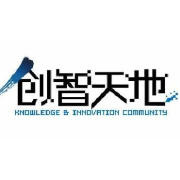 创智天地
KNOWLEDGE & INNOVATION COMMUNITY